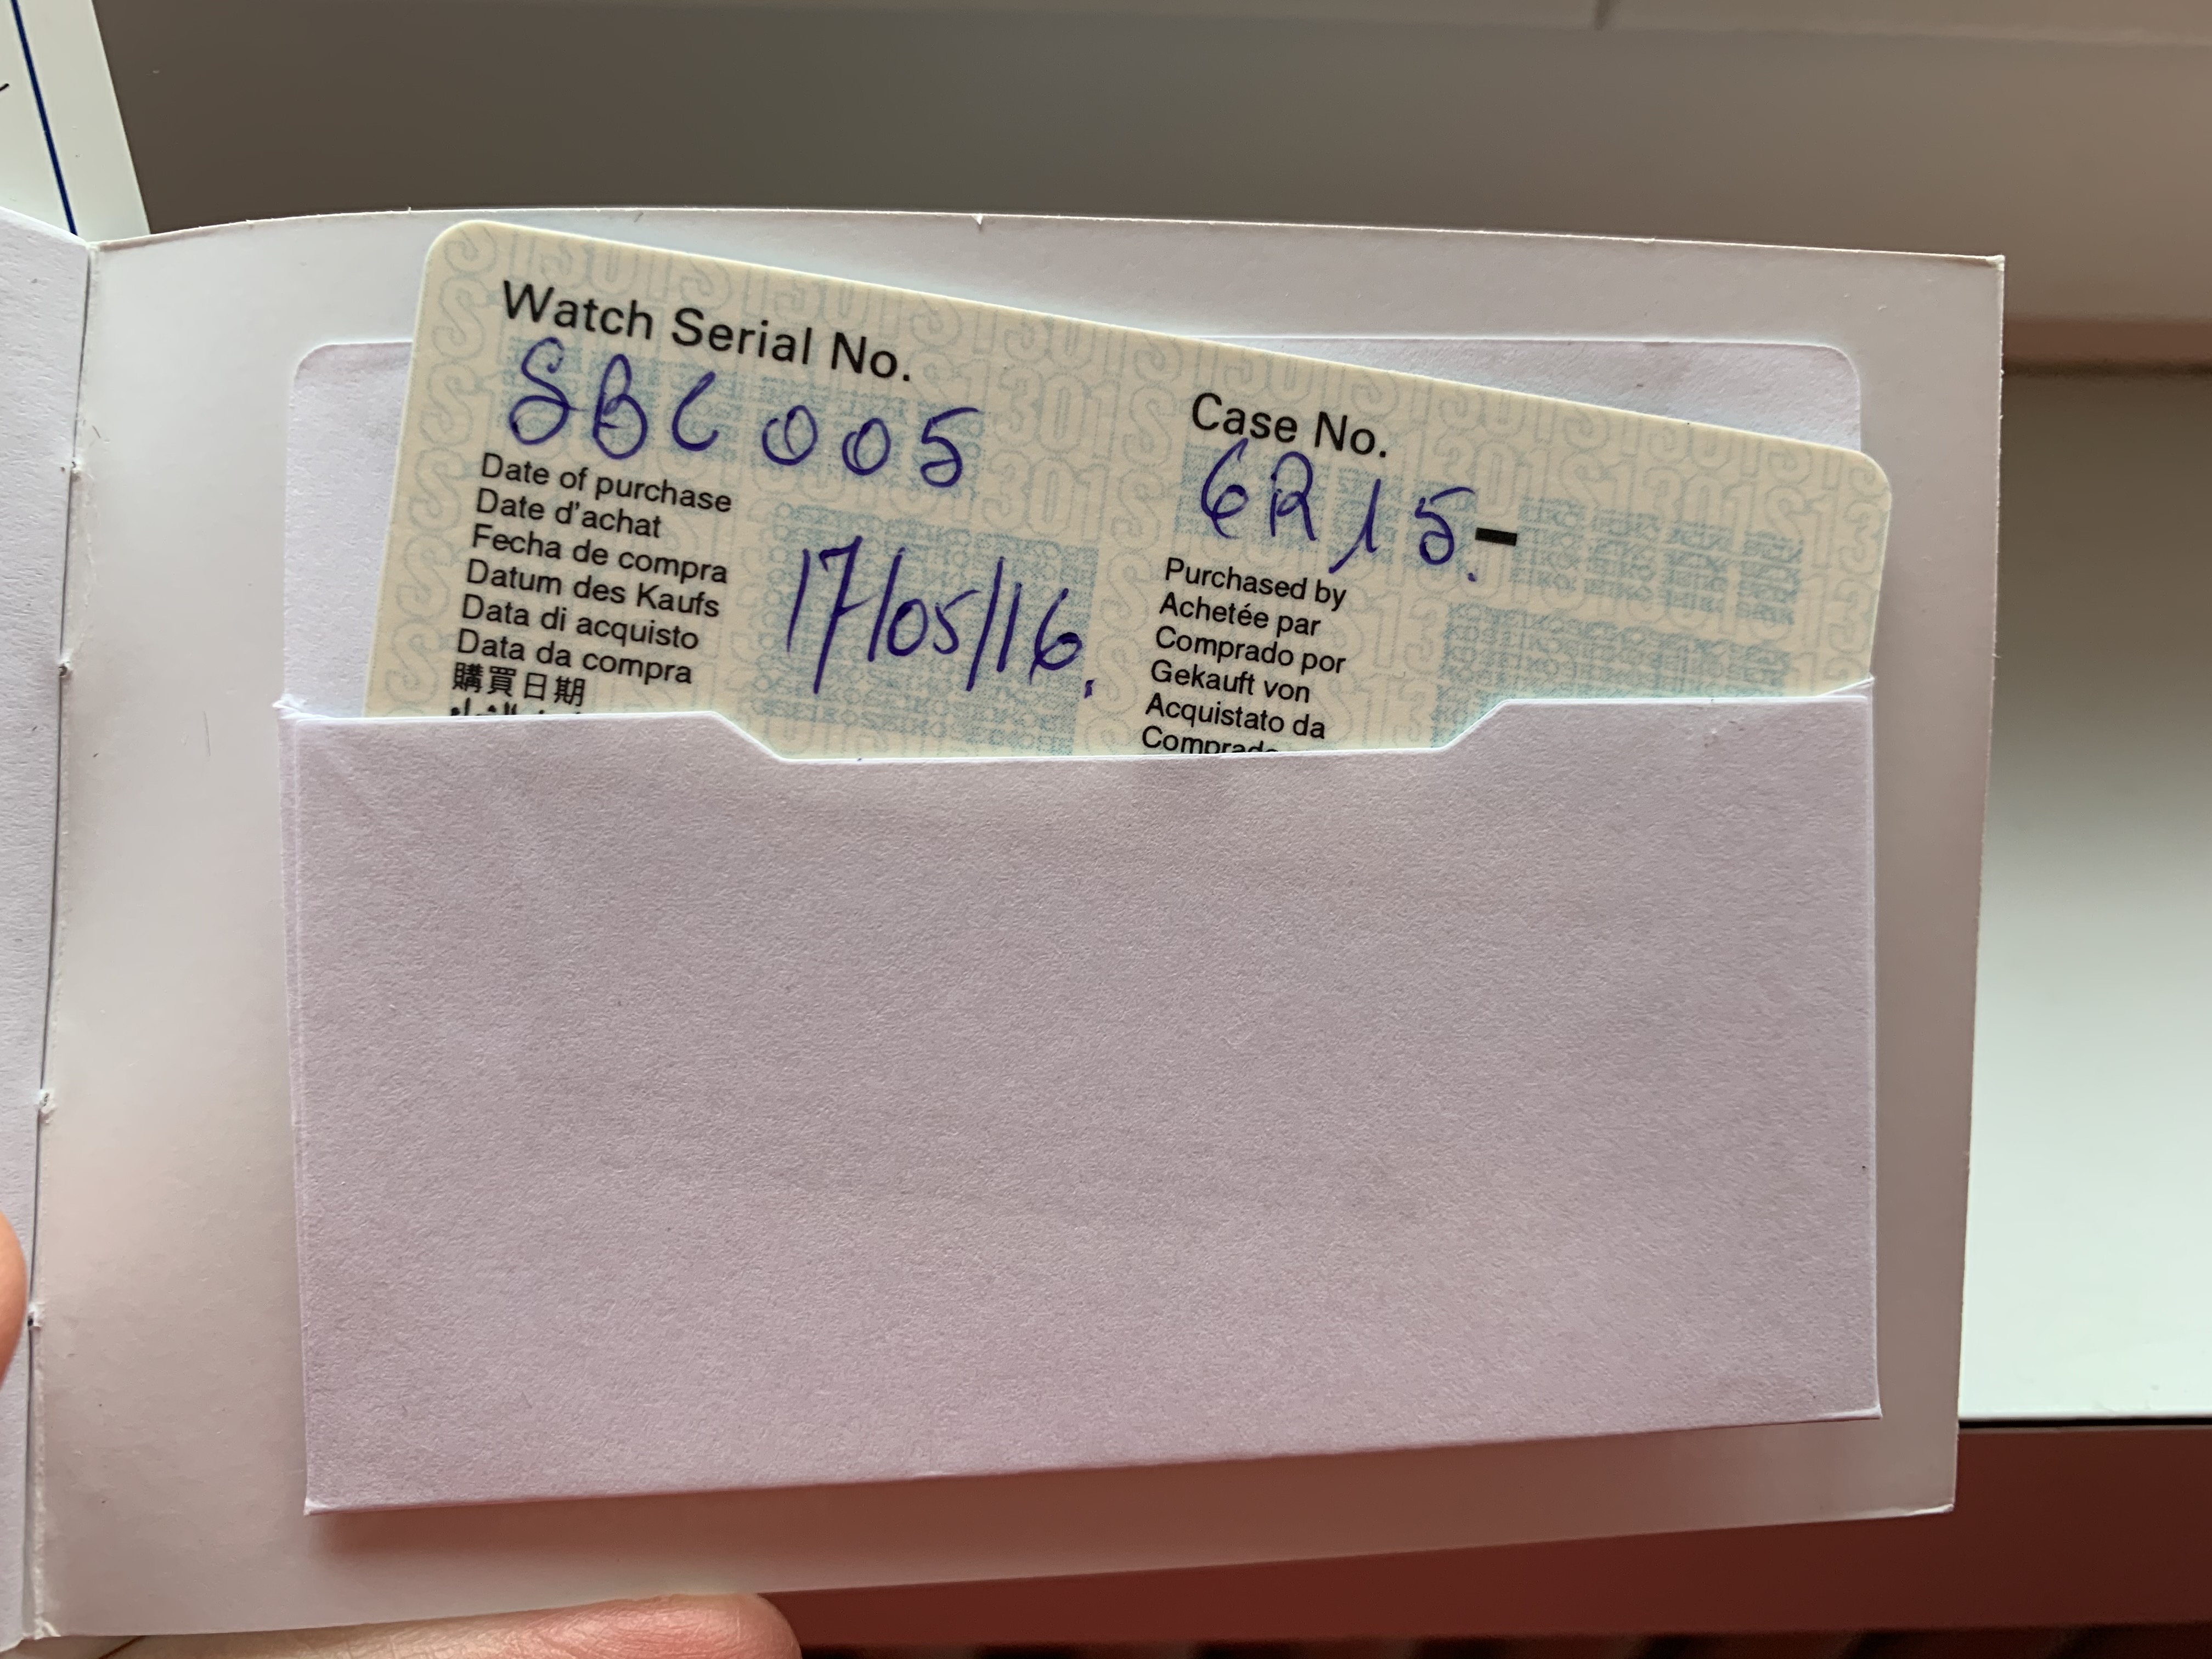 Watch Serial No.
SBC 005
Date of purchase
Date d'achat
Fecha de compra
Datum des Kaufs
Data di acquisto
Data da compra
購買日期
17/05/16.
Case No.
6R15.-
Purchased by
Achetée par
Comprado por
Gekauft von
Acquistato da